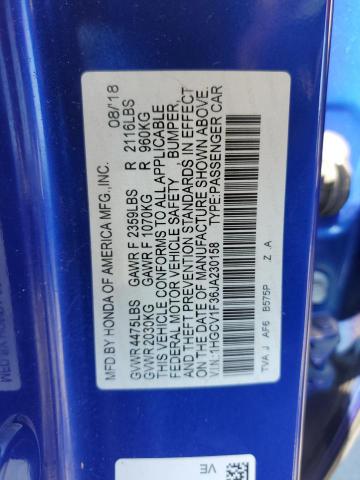 MFD BY HONDA OF AMERICA MFG.,INC. 08/18
GVWR 4475LBS GAWR F 2359LBS R 2116LBS
GVWR 2030KG GAWR F 1070KG R 960KG
THIS VEHICLE CONFORMS TO ALL APPLICABLE
FEDERAL MOTOR VEHICLE SAFETY , BUMPER,
AND THEFT PREVENTION STANDARDS IN EFFECT
ON THE DATE OF MANUFACTURE SHOWN ABOVE.
V.I.N.:1HGCV1F36JA230158 TYPE:PASSENGER CAR
TVA J AF6 B575P Z .A
VE